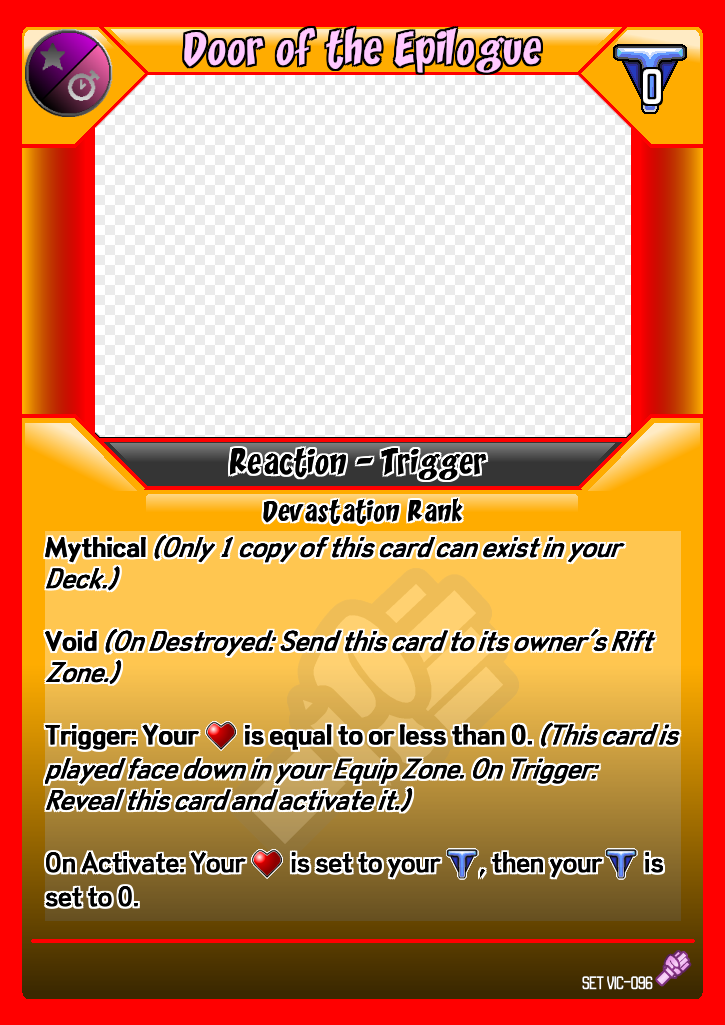 Door of the Epilogue
0
Reaction - Trigger
Devastation Rank
Mythical (Only 1 copy of this card can exist in your
Deck.)
Void (On Destroyed: Send this card to its owner's Rift
Zone.)
Trigger: Your is equal to or less than 0. (This card is
played face down in your Equip Zone. On Trigger:
Reveal this card and activate it.)
On Activate: Your is set to your , then your is
set to 0.
SET VIC-096